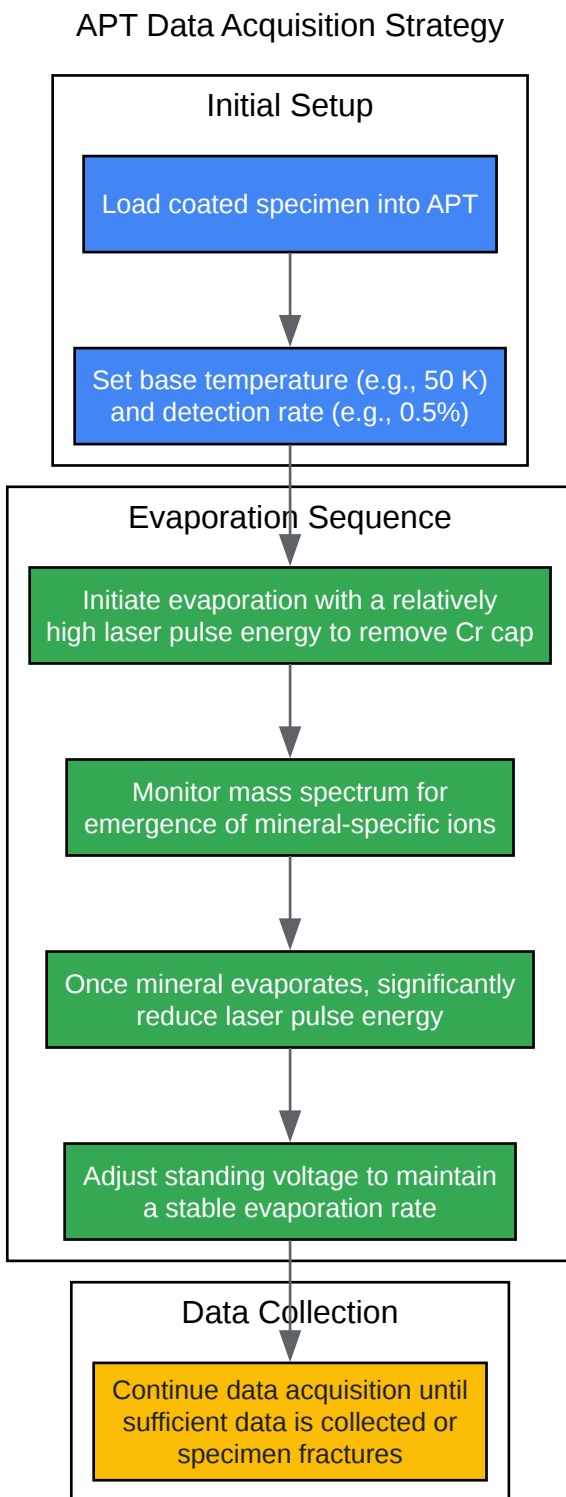 APT Data Acquisition Strategy
Initial Setup
Load coated specimen into APT
Set base temperature (e.g., 50 K)
and detection rate (e.g., 0.5%)
Evaporation Sequence
Initiate evaporation with a relatively
high laser pulse energy to remove Cr cap
Monitor mass spectrum for
emergence of mineral-specific ions
Once mineral evaporates, significantly
reduce laser pulse energy
Adjust standing voltage to maintain
a stable evaporation rate
Data Collection
Continue data acquisition until
sufficient data is collected or
specimen fractures